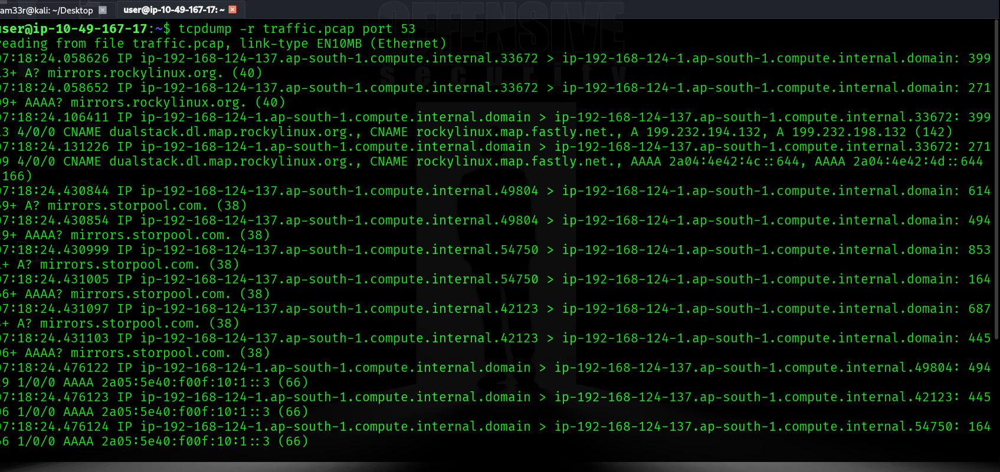 am33r@kali: ~/Desktop
user@ip-10-49-167-17: ~
OFFENSIVE
security
user@ip-10-49-167-17:~$ tcpdump -r traffic.pcap port 53
reading from file traffic.pcap, link-type EN10MB (Ethernet)
07:18:24.058626 IP ip-192-168-124-137.ap-south-1.compute.internal.33672 > ip-192-168-124-1.ap-south-1.compute.internal.domain: 399
13+ A? mirrors.rockylinux.org. (40)
07:18:24.058652 IP ip-192-168-124-137.ap-south-1.compute.internal.33672 > ip-192-168-124-1.ap-south-1.compute.internal.domain: 271
09+ AAAA? mirrors.rockylinux.org. (40)
07:18:24.106411 IP ip-192-168-124-1.ap-south-1.compute.internal.domain > ip-192-168-124-137.ap-south-1.compute.internal.33672: 399
13 4/0/0 CNAME dualstack.dl.map.rockylinux.org., CNAME rockylinux.map.fastly.net., A 199.232.194.132, A 199.232.198.132 (142)
07:18:24.131226 IP ip-192-168-124-1.ap-south-1.compute.internal.domain > ip-192-168-124-137.ap-south-1.compute.internal.33672: 271
09 4/0/0 CNAME dualstack.dl.map.rockylinux.org., CNAME rockylinux.map.fastly.net., AAAA 2a04:4e42:4c::644, AAAA 2a04:4e42:4d::644
(166)
07:18:24.430844 IP ip-192-168-124-137.ap-south-1.compute.internal.49804 > ip-192-168-124-1.ap-south-1.compute.internal.domain: 614
59+ A? mirrors.storpool.com. (38)
07:18:24.430854 IP ip-192-168-124-137.ap-south-1.compute.internal.49804 > ip-192-168-124-1.ap-south-1.compute.internal.domain: 494
29+ AAAA? mirrors.storpool.com. (38)
07:18:24.430999 IP ip-192-168-124-137.ap-south-1.compute.internal.54750 > ip-192-168-124-1.ap-south-1.compute.internal.domain: 853
+ A? mirrors.storpool.com. (38)
07:18:24.431005 IP ip-192-168-124-137.ap-south-1.compute.internal.54750 > ip-192-168-124-1.ap-south-1.compute.internal.domain: 164
66+ AAAA? mirrors.storpool.com. (38)
07:18:24.431097 IP ip-192-168-124-137.ap-south-1.compute.internal.42123 > ip-192-168-124-1.ap-south-1.compute.internal.domain: 687
+ A? mirrors.storpool.com. (38)
07:18:24.431103 IP ip-192-168-124-137.ap-south-1.compute.internal.42123 > ip-192-168-124-1.ap-south-1.compute.internal.domain: 445
06+ AAAA? mirrors.storpool.com. (38)
07:18:24.476122 IP ip-192-168-124-1.ap-south-1.compute.internal.domain > ip-192-168-124-137.ap-south-1.compute.internal.49804: 494
29 1/0/0 AAAA 2a05:5e40:f00f:10:1::3 (66)
07:18:24.476123 IP ip-192-168-124-1.ap-south-1.compute.internal.domain > ip-192-168-124-137.ap-south-1.compute.internal.42123: 445
06 1/0/0 AAAA 2a05:5e40:f00f:10:1::3 (66)
07:18:24.476124 IP ip-192-168-124-1.ap-south-1.compute.internal.domain > ip-192-168-124-137.ap-south-1.compute.internal.54750: 164
66 1/0/0 AAAA 2a05:5e40:f00f:10:1::3 (66)